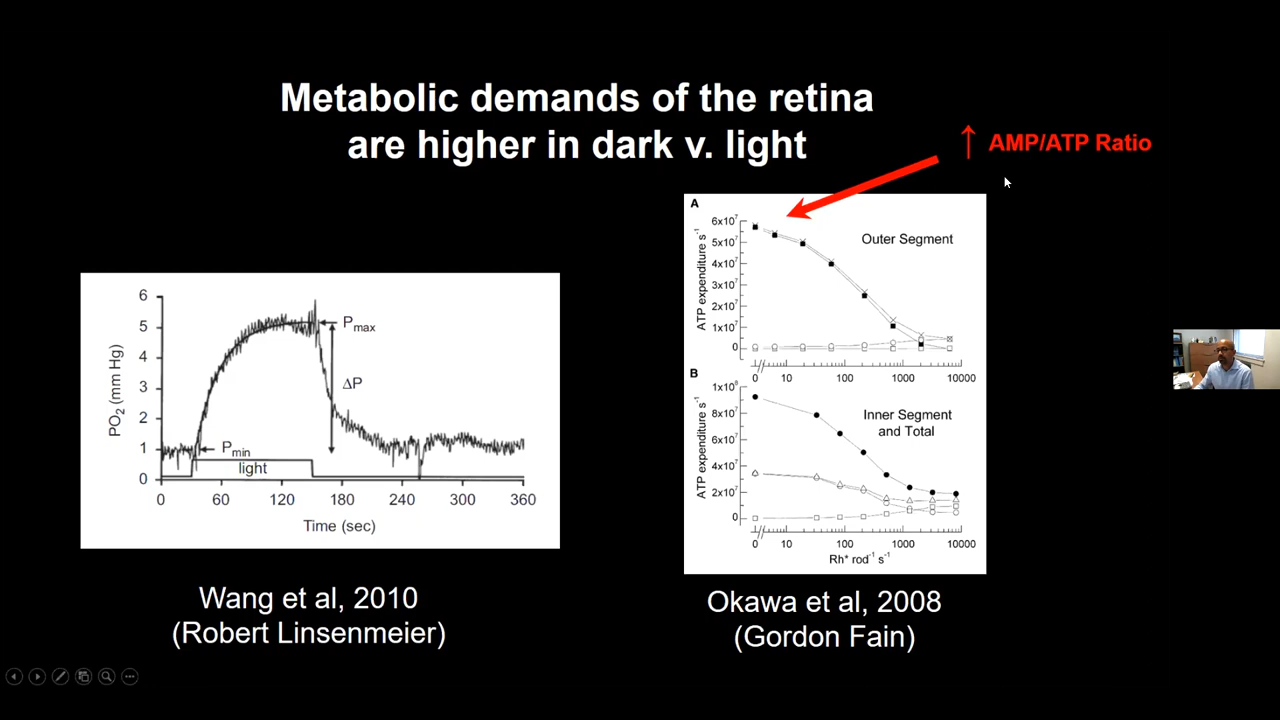 Metabolic demands of the retina
are higher in dark v. light
↑ AMP/ATP Ratio
6
5
4
3
2
1
0
PO₂ (mm Hg)
Pmax
ΔP
Pmin
light
0 60 120 180 240 300 360
Time (sec)
Wang et al, 2010
(Robert Linsenmeier)
A
Outer Segment
ATP expenditure s⁻¹
6x10⁷
5x10⁷
4x10⁷
3x10⁷
2x10⁷
1x10⁷
0
0 10 100 1000 10000
B
Inner Segment
and Total
ATP expenditure s⁻¹
1x10⁸
8x10⁷
6x10⁷
4x10⁷
2x10⁷
0
0 10 100 1000 10000
Rh* rod⁻¹ s⁻¹
Okawa et al, 2008
(Gordon Fain)